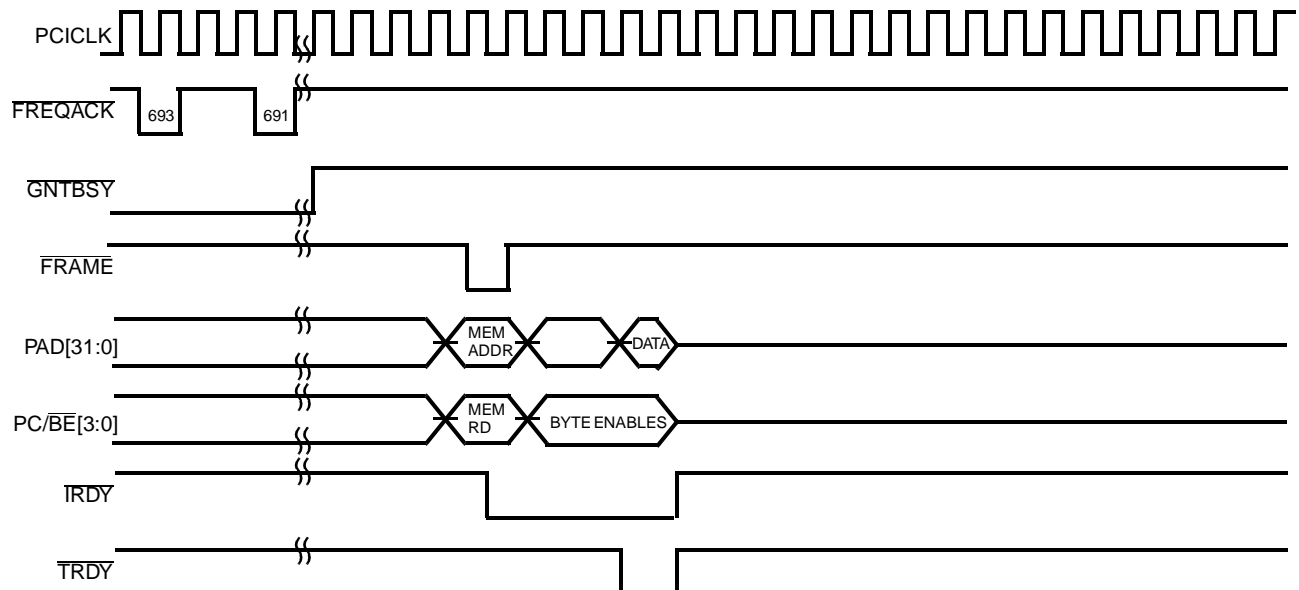 PCICLK
FREQACK
693
691
GNTBSY
FRAME
PAD[31:0]
MEM
ADDR
DATA
PC/BE[3:0]
MEM
RD
BYTE ENABLES
IRDY
TRDY